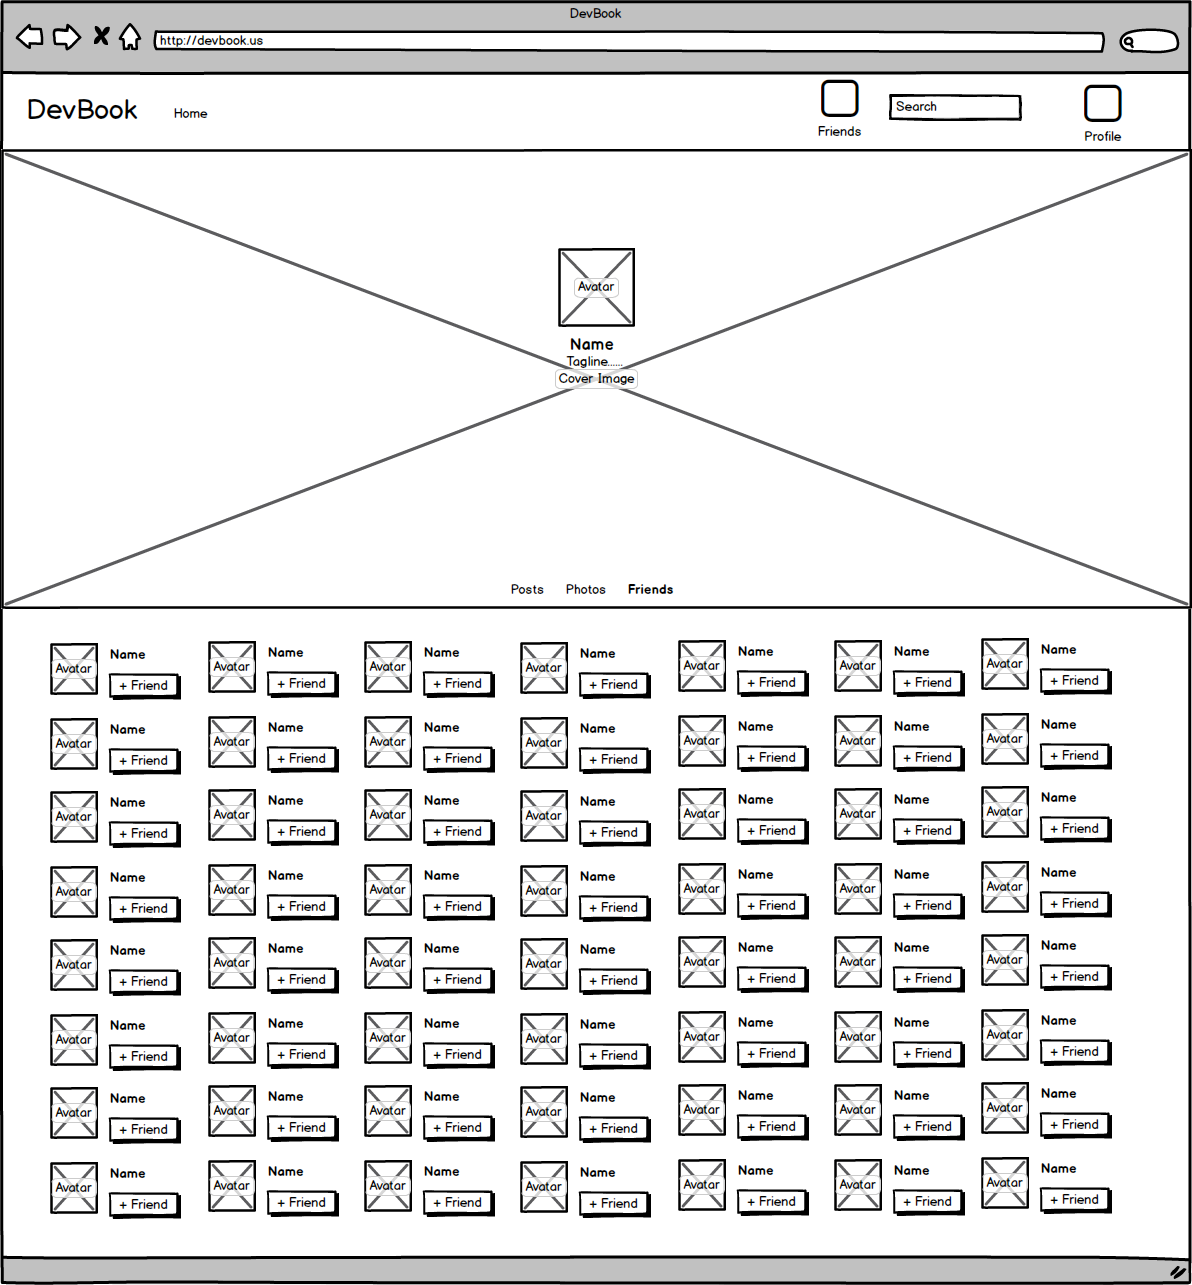 DevBook
http://devbook.us
DevBook Home Friends Search Profile
Avatar
Name
Tagline......
Cover Image
Posts Photos Friends
Name Name Name Name Name Name Name
Avatar Avatar Avatar Avatar Avatar Avatar Avatar
+ Friend + Friend + Friend + Friend + Friend + Friend + Friend
Name Name Name Name Name Name Name
Avatar Avatar Avatar Avatar Avatar Avatar Avatar
+ Friend + Friend + Friend + Friend + Friend + Friend + Friend
Name Name Name Name Name Name Name
Avatar Avatar Avatar Avatar Avatar Avatar Avatar
+ Friend + Friend + Friend + Friend + Friend + Friend + Friend
Name Name Name Name Name Name Name
Avatar Avatar Avatar Avatar Avatar Avatar Avatar
+ Friend + Friend + Friend + Friend + Friend + Friend + Friend
Name Name Name Name Name Name Name
Avatar Avatar Avatar Avatar Avatar Avatar Avatar
+ Friend + Friend + Friend + Friend + Friend + Friend + Friend
Name Name Name Name Name Name Name
Avatar Avatar Avatar Avatar Avatar Avatar Avatar
+ Friend + Friend + Friend + Friend + Friend + Friend + Friend
Name Name Name Name Name Name Name
Avatar Avatar Avatar Avatar Avatar Avatar Avatar
+ Friend + Friend + Friend + Friend + Friend + Friend + Friend
Name Name Name Name Name Name Name
Avatar Avatar Avatar Avatar Avatar Avatar Avatar
+ Friend + Friend + Friend + Friend + Friend + Friend + Friend